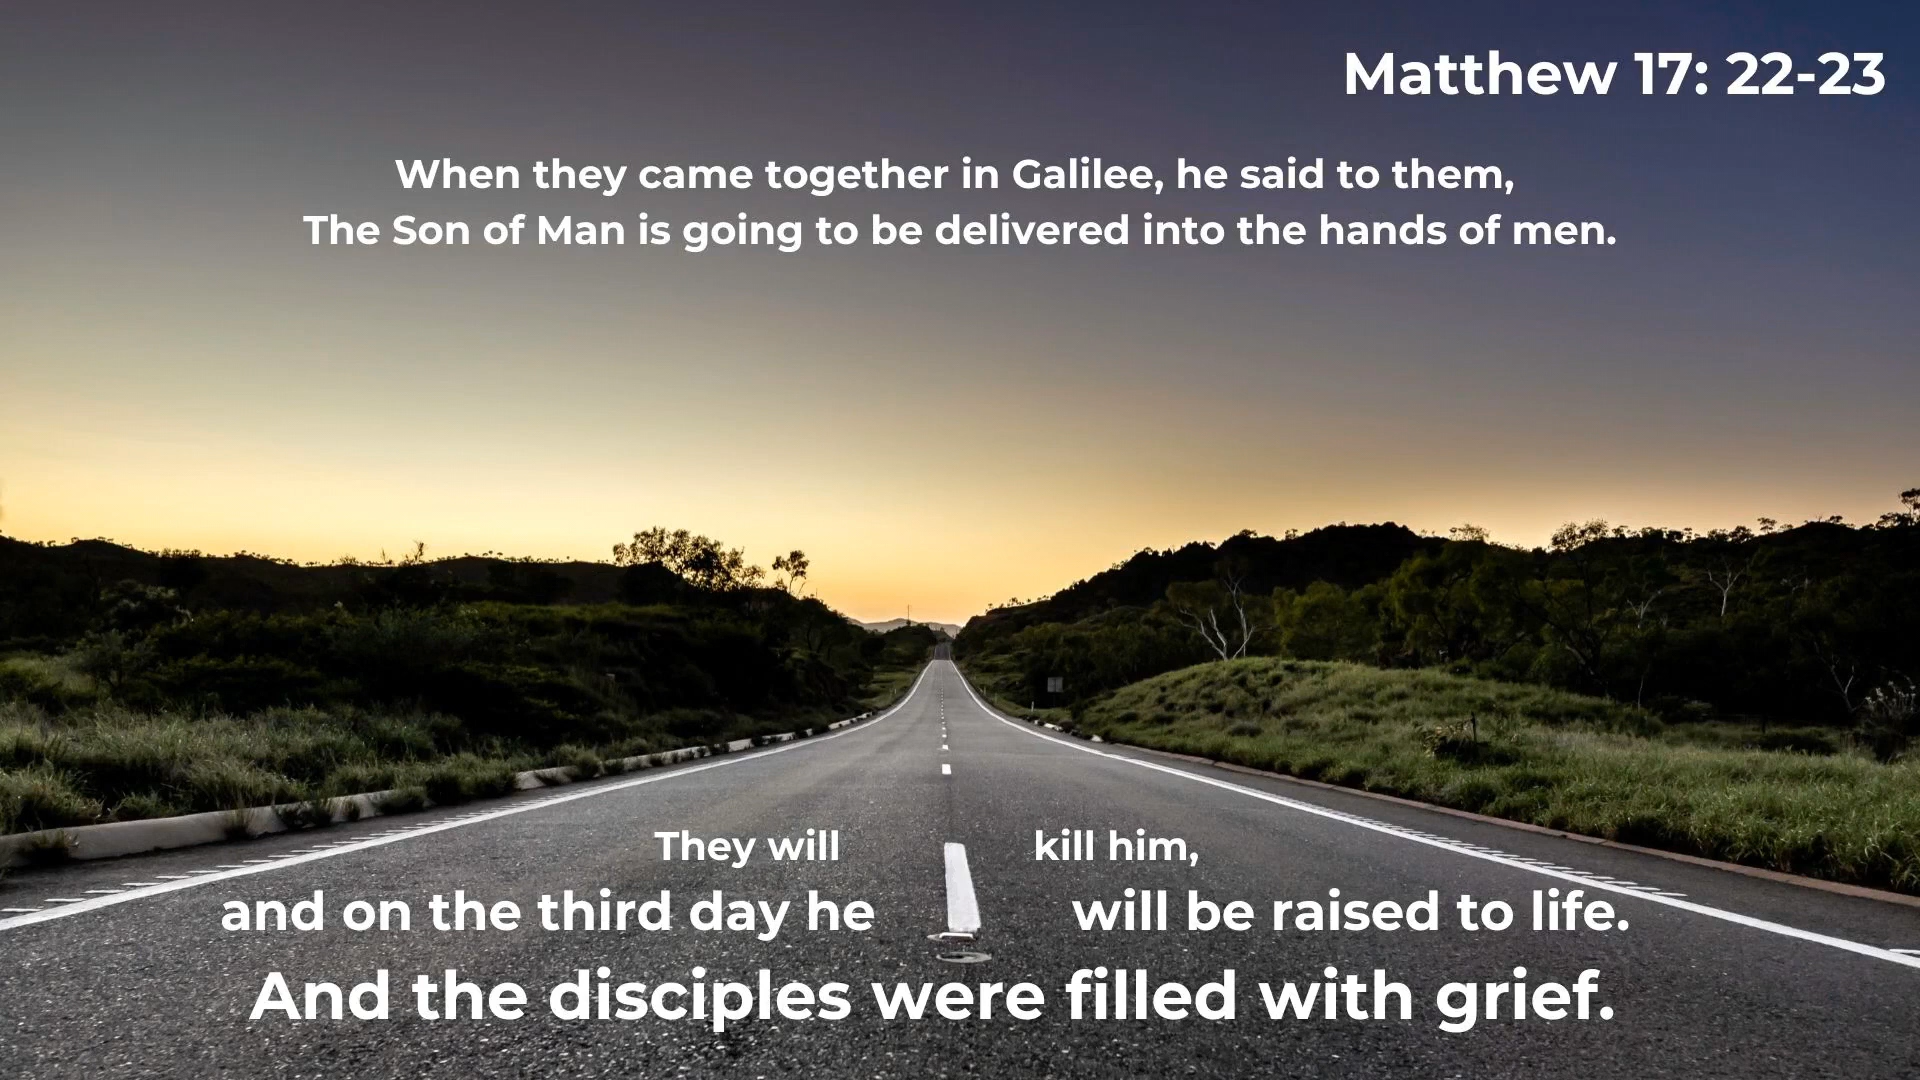 Matthew 17: 22-23
When they came together in Galilee, he said to them,
The Son of Man is going to be delivered into the hands of men.
They will kill him,
and on the third day he will be raised to life.
And the disciples were filled with grief.